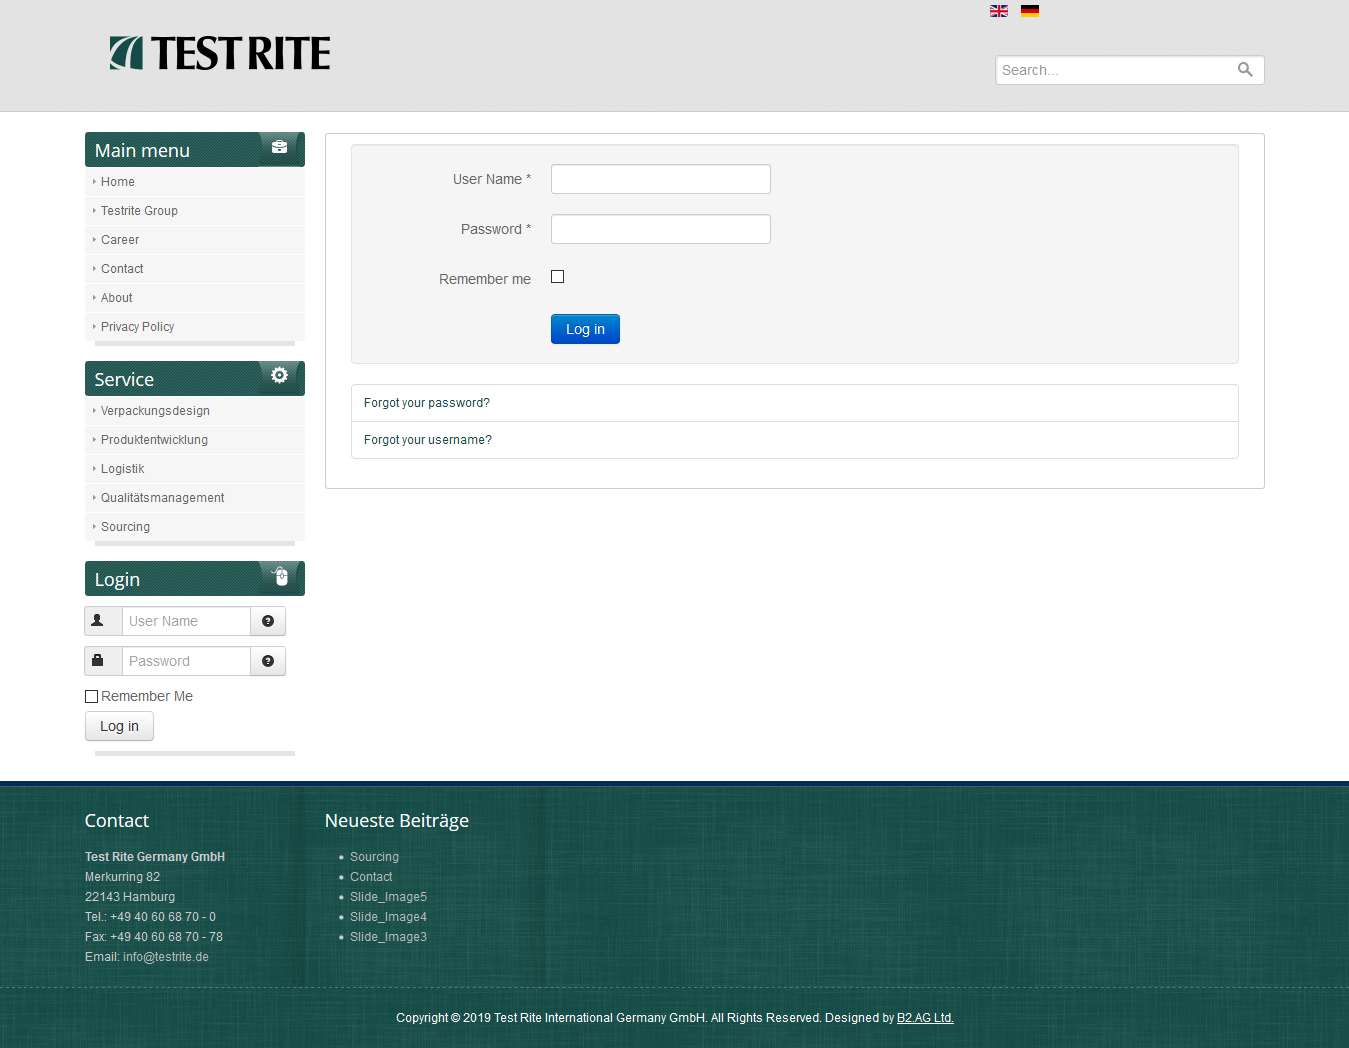 TEST RITE
Search...
Main menu
Home
Testrite Group
Career
Contact
About
Privacy Policy
Service
Verpackungsdesign
Produktentwicklung
Logistik
Qualitätsmanagement
Sourcing
Login
User Name
Password
Remember Me
Log in
User Name *
Password *
Remember me
Log in
Forgot your password?
Forgot your username?
Contact
Test Rite Germany GmbH
Merkurring 82
22143 Hamburg
Tel.: +49 40 60 68 70 - 0
Fax: +49 40 60 68 70 - 78
Email: info@testrite.de
Neueste Beiträge
Sourcing
Contact
Slide_Image5
Slide_Image4
Slide_Image3
Copyright © 2019 Test Rite International Germany GmbH. All Rights Reserved. Designed by B2.AG Ltd.